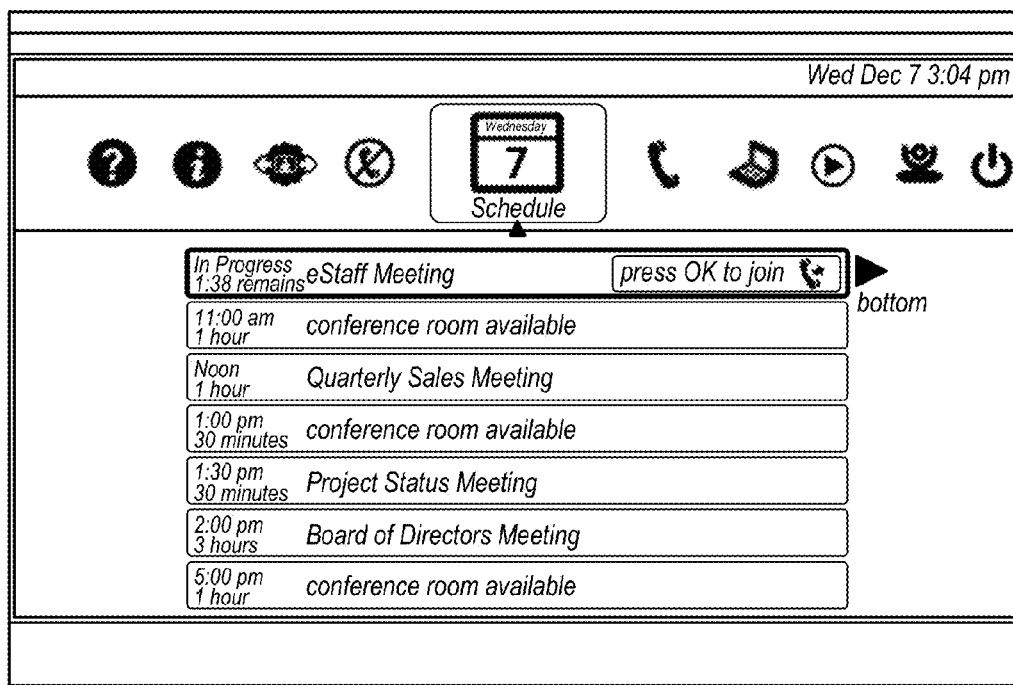 Wed Dec 7 3:04 pm
Wednesday
7
Schedule
In Progress
1:38 remains
eStaff Meeting
press OK to join
bottom
11:00 am
1 hour
conference room available
Noon
1 hour
Quarterly Sales Meeting
1:00 pm
30 minutes
conference room available
1:30 pm
30 minutes
Project Status Meeting
2:00 pm
3 hours
Board of Directors Meeting
5:00 pm
1 hour
conference room available